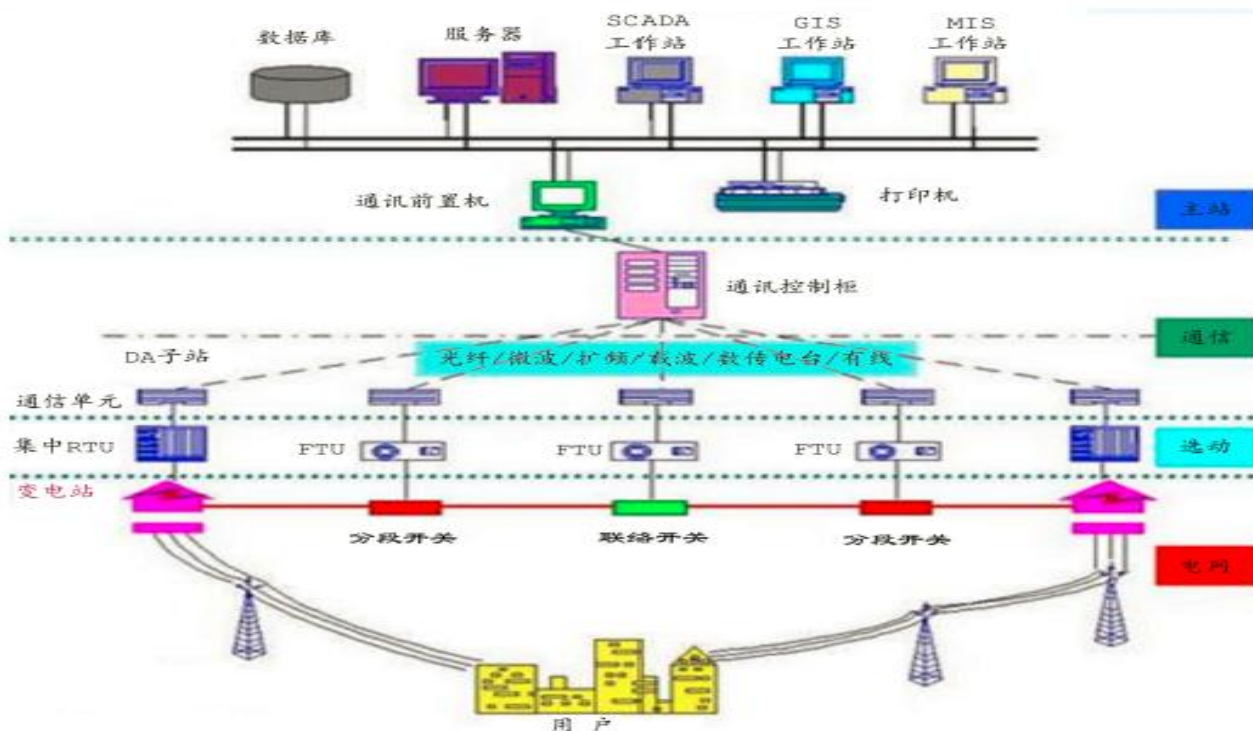 数据库
服务器
SCADA
工作站
GIS
工作站
MIS
工作站
通讯前置机
打印机
主站
通讯控制柜
通信
DA子站
光纤/微波/扩频/载波/数传电台/有线
通信单元
集中RTU
FTU
FTU
FTU
选动
变电站
分段开关
联络开关
分段开关
电网
用户